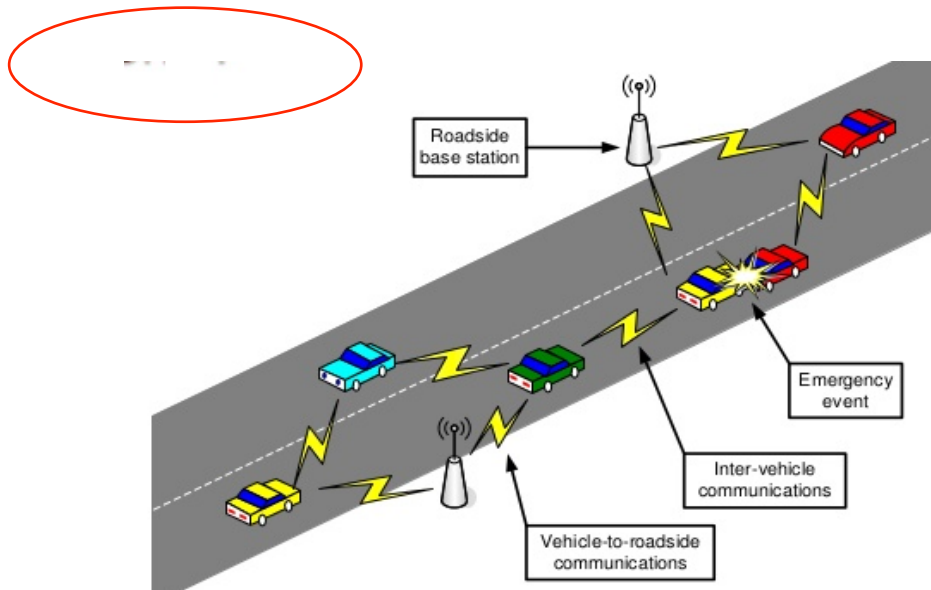 Roadside
base station
Emergency
event
Inter-vehicle
communications
Vehicle-to-roadside
communications